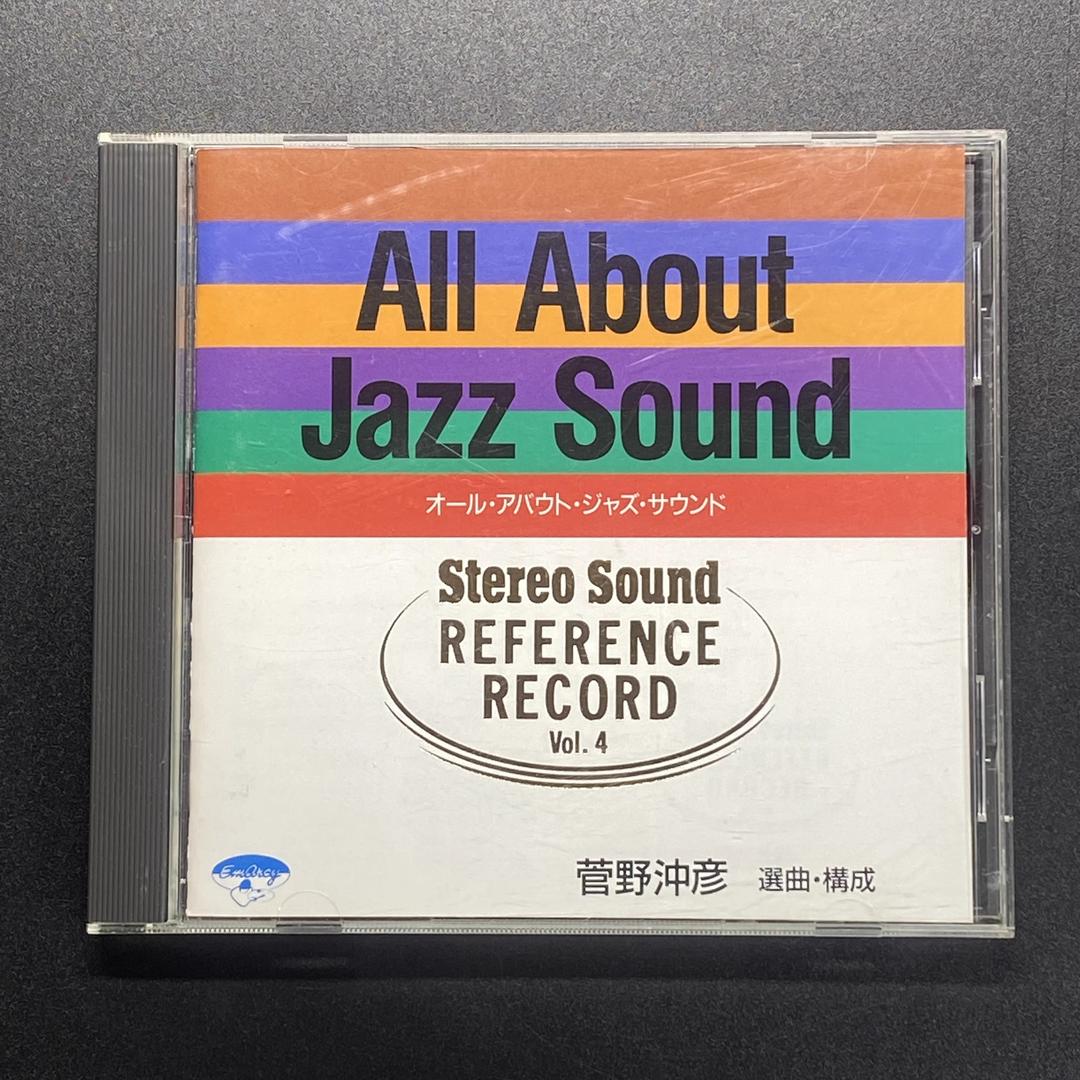 All About
Jazz Sound
オール・アバウト・ジャズ・サウンド
Stereo Sound
REFERENCE
RECORD
Vol. 4
EmArcy
菅野沖彦 選曲・構成